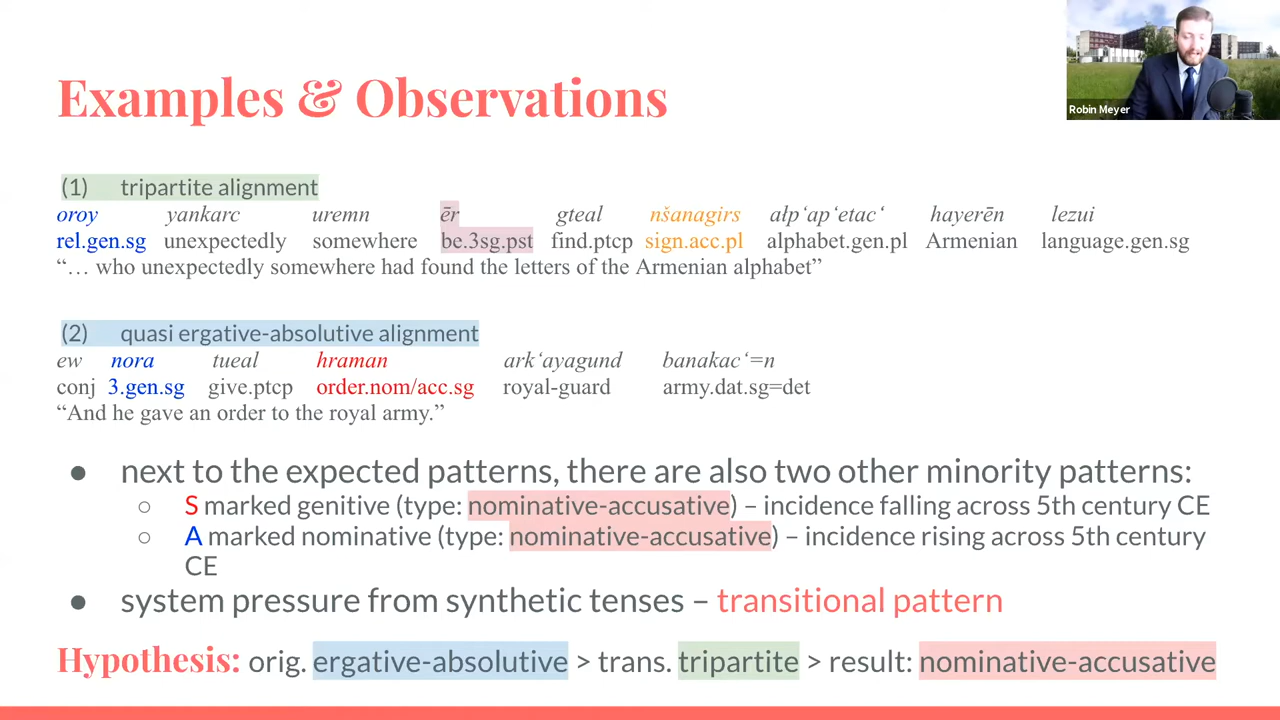 Examples & Observations
Robin Meyer
(1) tripartite alignment
oroy yankarc uremn ēr gteal nšanagirs ałpʻapʻetacʻ hayerēn lezui
rel.gen.sg unexpectedly somewhere be.3sg.pst find.ptcp sign.acc.pl alphabet.gen.pl Armenian language.gen.sg
“… who unexpectedly somewhere had found the letters of the Armenian alphabet”
(2) quasi ergative-absolutive alignment
ew nora tueal hraman arkʻayagund banakacʻ=n
conj 3.gen.sg give.ptcp order.nom/acc.sg royal-guard army.dat.sg=det
“And he gave an order to the royal army.”
● next to the expected patterns, there are also two other minority patterns:
○ S marked genitive (type: nominative-accusative) – incidence falling across 5th century CE
○ A marked nominative (type: nominative-accusative) – incidence rising across 5th century
CE
● system pressure from synthetic tenses – transitional pattern
Hypothesis: orig. ergative-absolutive > trans. tripartite > result: nominative-accusative